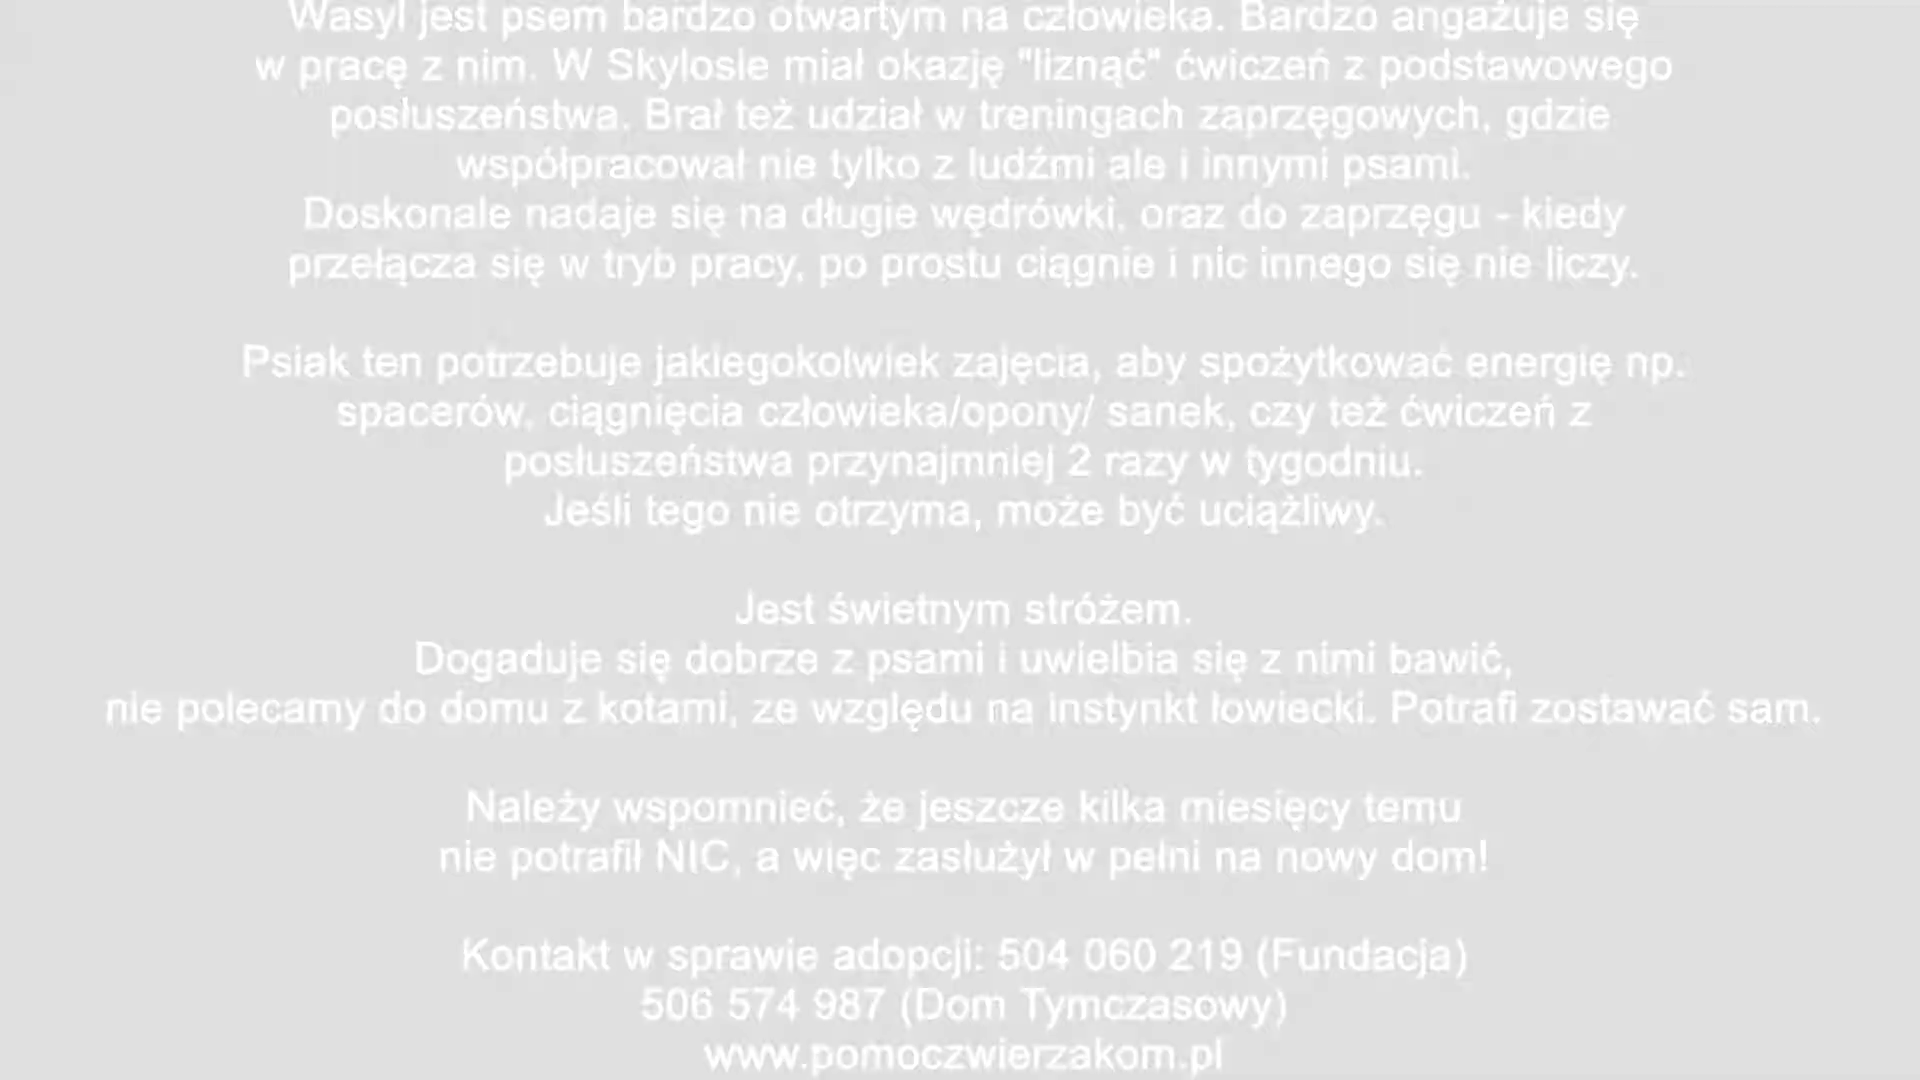 Wasyl jest psem bardzo otwartym na człowieka. Bardzo angażuje się
w pracę z nim. W Skylosie miał okazję "liznąć" ćwiczeń z podstawowego
posłuszeństwa. Brał też udział w treningach zaprzęgowych, gdzie
współpracował nie tylko z ludźmi ale i innymi psami.
Doskonale nadaje się na długie wędrówki, oraz do zaprzęgu - kiedy
przełącza się w tryb pracy, po prostu ciągnie i nic innego się nie liczy.
Psiak ten potrzebuje jakiegokolwiek zajęcia, aby spożytkować energię np.
spacerów, ciągnięcia człowieka/opony/ sanek, czy też ćwiczeń z
posłuszeństwa przynajmniej 2 razy w tygodniu.
Jeśli tego nie otrzyma, może być uciążliwy.
Jest świetnym stróżem.
Dogaduje się dobrze z psami i uwielbia się z nimi bawić,
nie polecamy do domu z kotami, ze względu na instynkt łowiecki. Potrafi zostawać sam.
Należy wspomnieć, że jeszcze kilka miesięcy temu
nie potrafił NIC, a więc zasłużył w pełni na nowy dom!
Kontakt w sprawie adopcji: 504 060 219 (Fundacja)
506 574 987 (Dom Tymczasowy)
www.pomoczwierzakom.pl